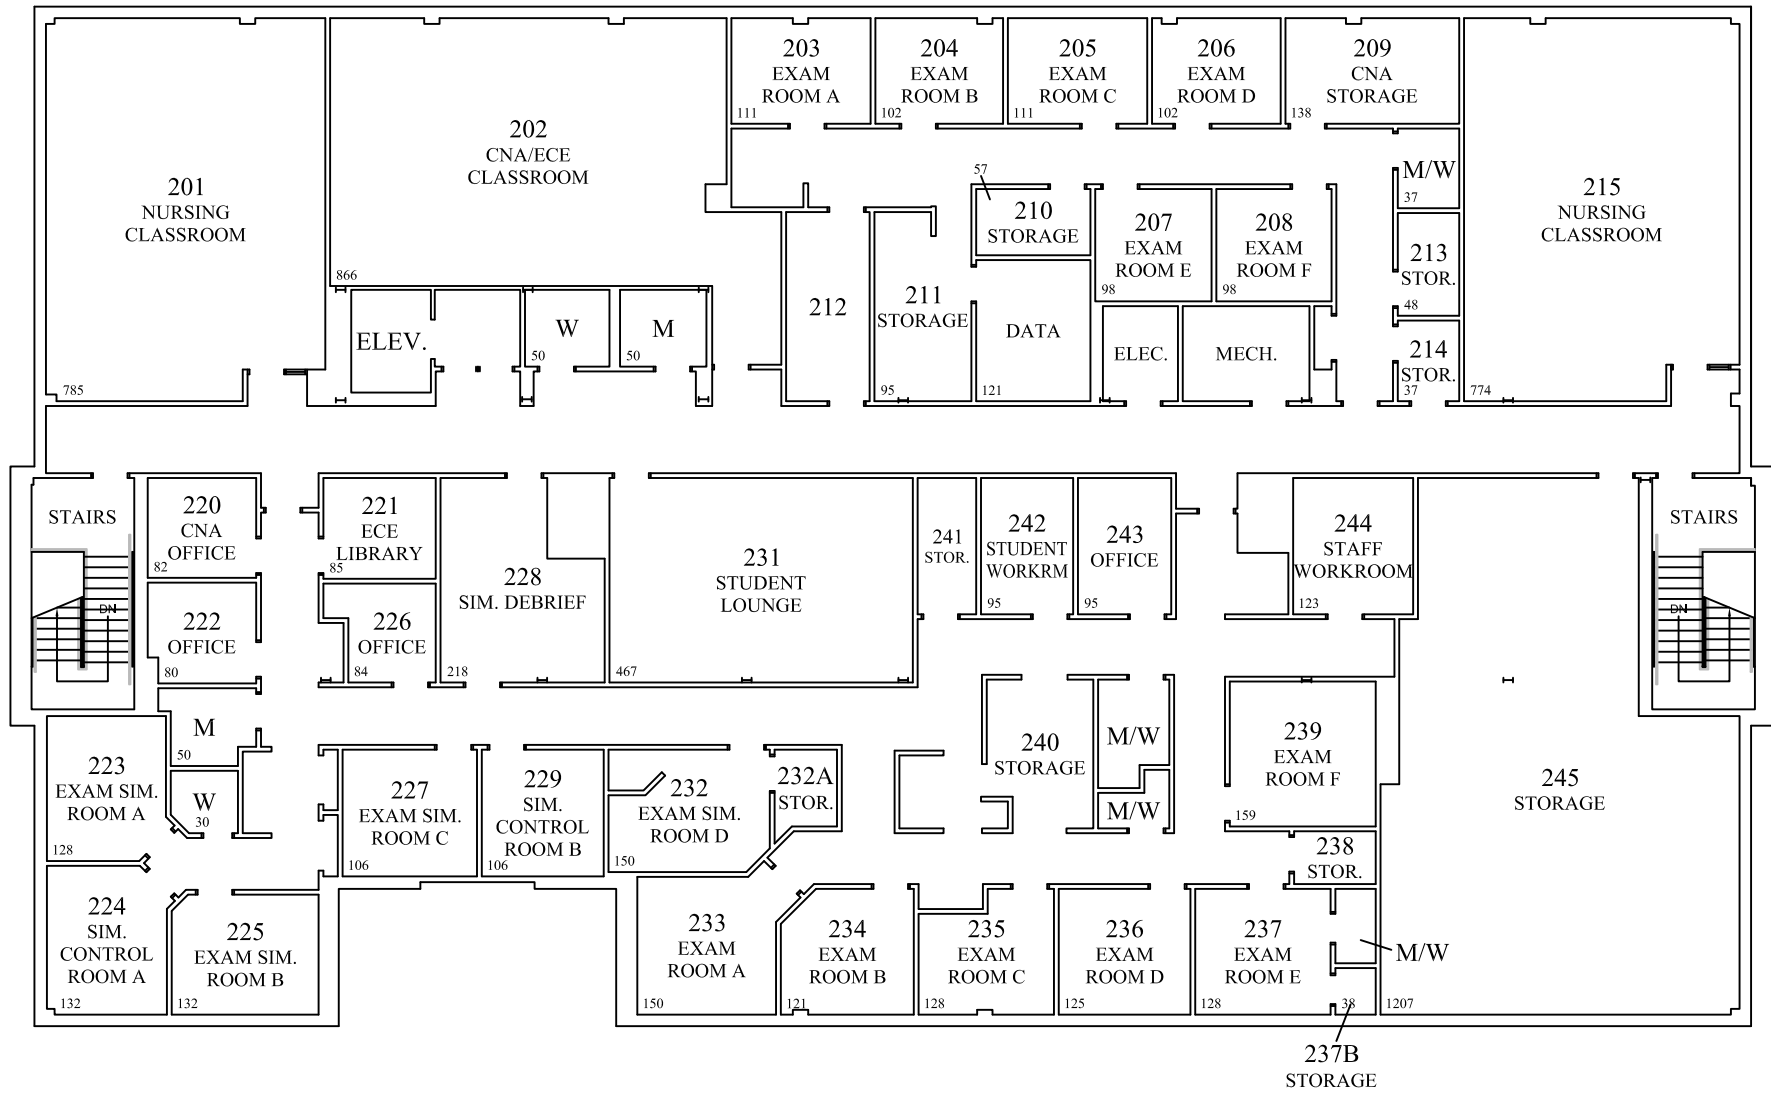 201
NURSING
CLASSROOM
785
202
CNA/ECE
CLASSROOM
866
203
EXAM
ROOM A
111
204
EXAM
ROOM B
102
205
EXAM
ROOM C
111
206
EXAM
ROOM D
102
209
CNA
STORAGE
138
M/W
37
215
NURSING
CLASSROOM
774
57
210
STORAGE
207
EXAM
ROOM E
98
208
EXAM
ROOM F
98
213
STOR.
48
214
STOR.
37
ELEV.
W
50
M
50
212
211
STORAGE
95
DATA
121
ELEC.
MECH.
STAIRS
DN
220
CNA
OFFICE
82
221
ECE
LIBRARY
85
222
OFFICE
80
226
OFFICE
84
228
SIM. DEBRIEF
218
231
STUDENT
LOUNGE
467
241
STOR.
242
STUDENT
WORKRM
95
243
OFFICE
95
244
STAFF
WORKROOM
123
STAIRS
DN
M
50
223
EXAM SIM.
ROOM A
128
W
30
227
EXAM SIM.
ROOM C
106
229
SIM.
CONTROL
ROOM B
106
232
EXAM SIM.
ROOM D
150
232A
STOR.
240
STORAGE
M/W
M/W
239
EXAM
ROOM F
159
238
STOR.
245
STORAGE
1207
224
SIM.
CONTROL
ROOM A
132
225
EXAM SIM.
ROOM B
132
233
EXAM
ROOM A
150
234
EXAM
ROOM B
121
235
EXAM
ROOM C
128
236
EXAM
ROOM D
125
237
EXAM
ROOM E
128
M/W
38
237B
STORAGE